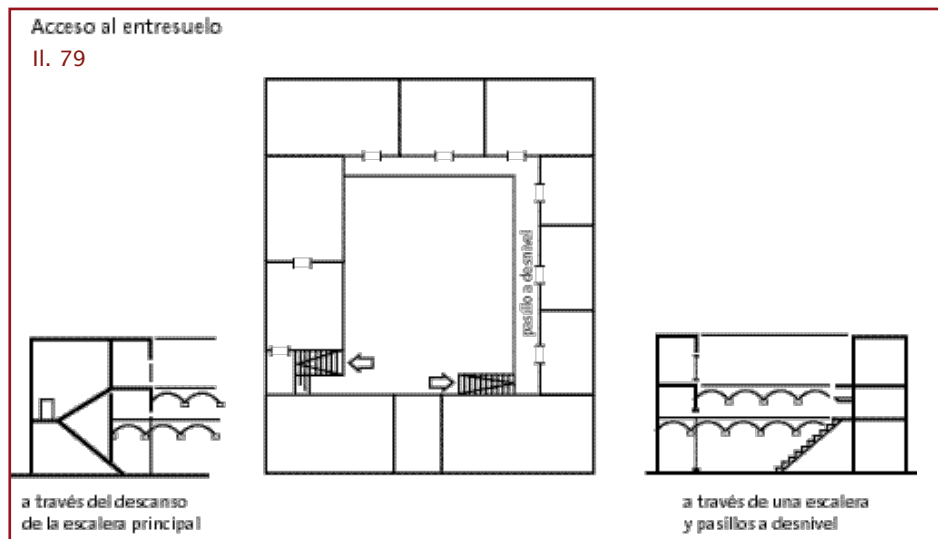 Acceso al entresuelo
Il. 79
pasillo a desnivel
a través del descanso
de la escalera principal
a través de una escalera
y pasillos a desnivel